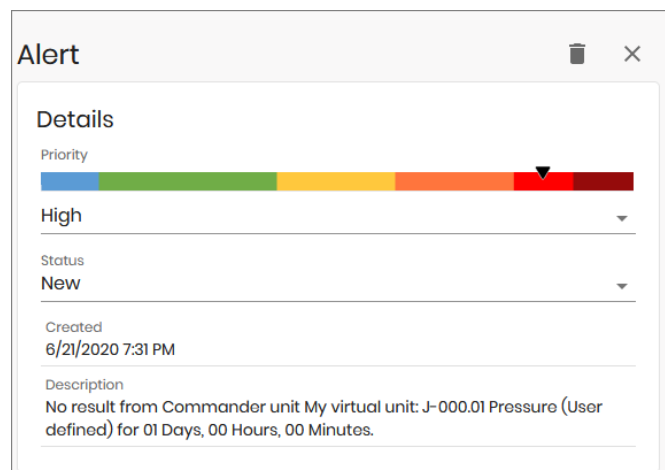 Alert
Details
Priority
High
Status
New
Created
6/21/2020 7:31 PM
Description
No result from Commander unit My virtual unit: J-000.01 Pressure (User
defined) for 01 Days, 00 Hours, 00 Minutes.